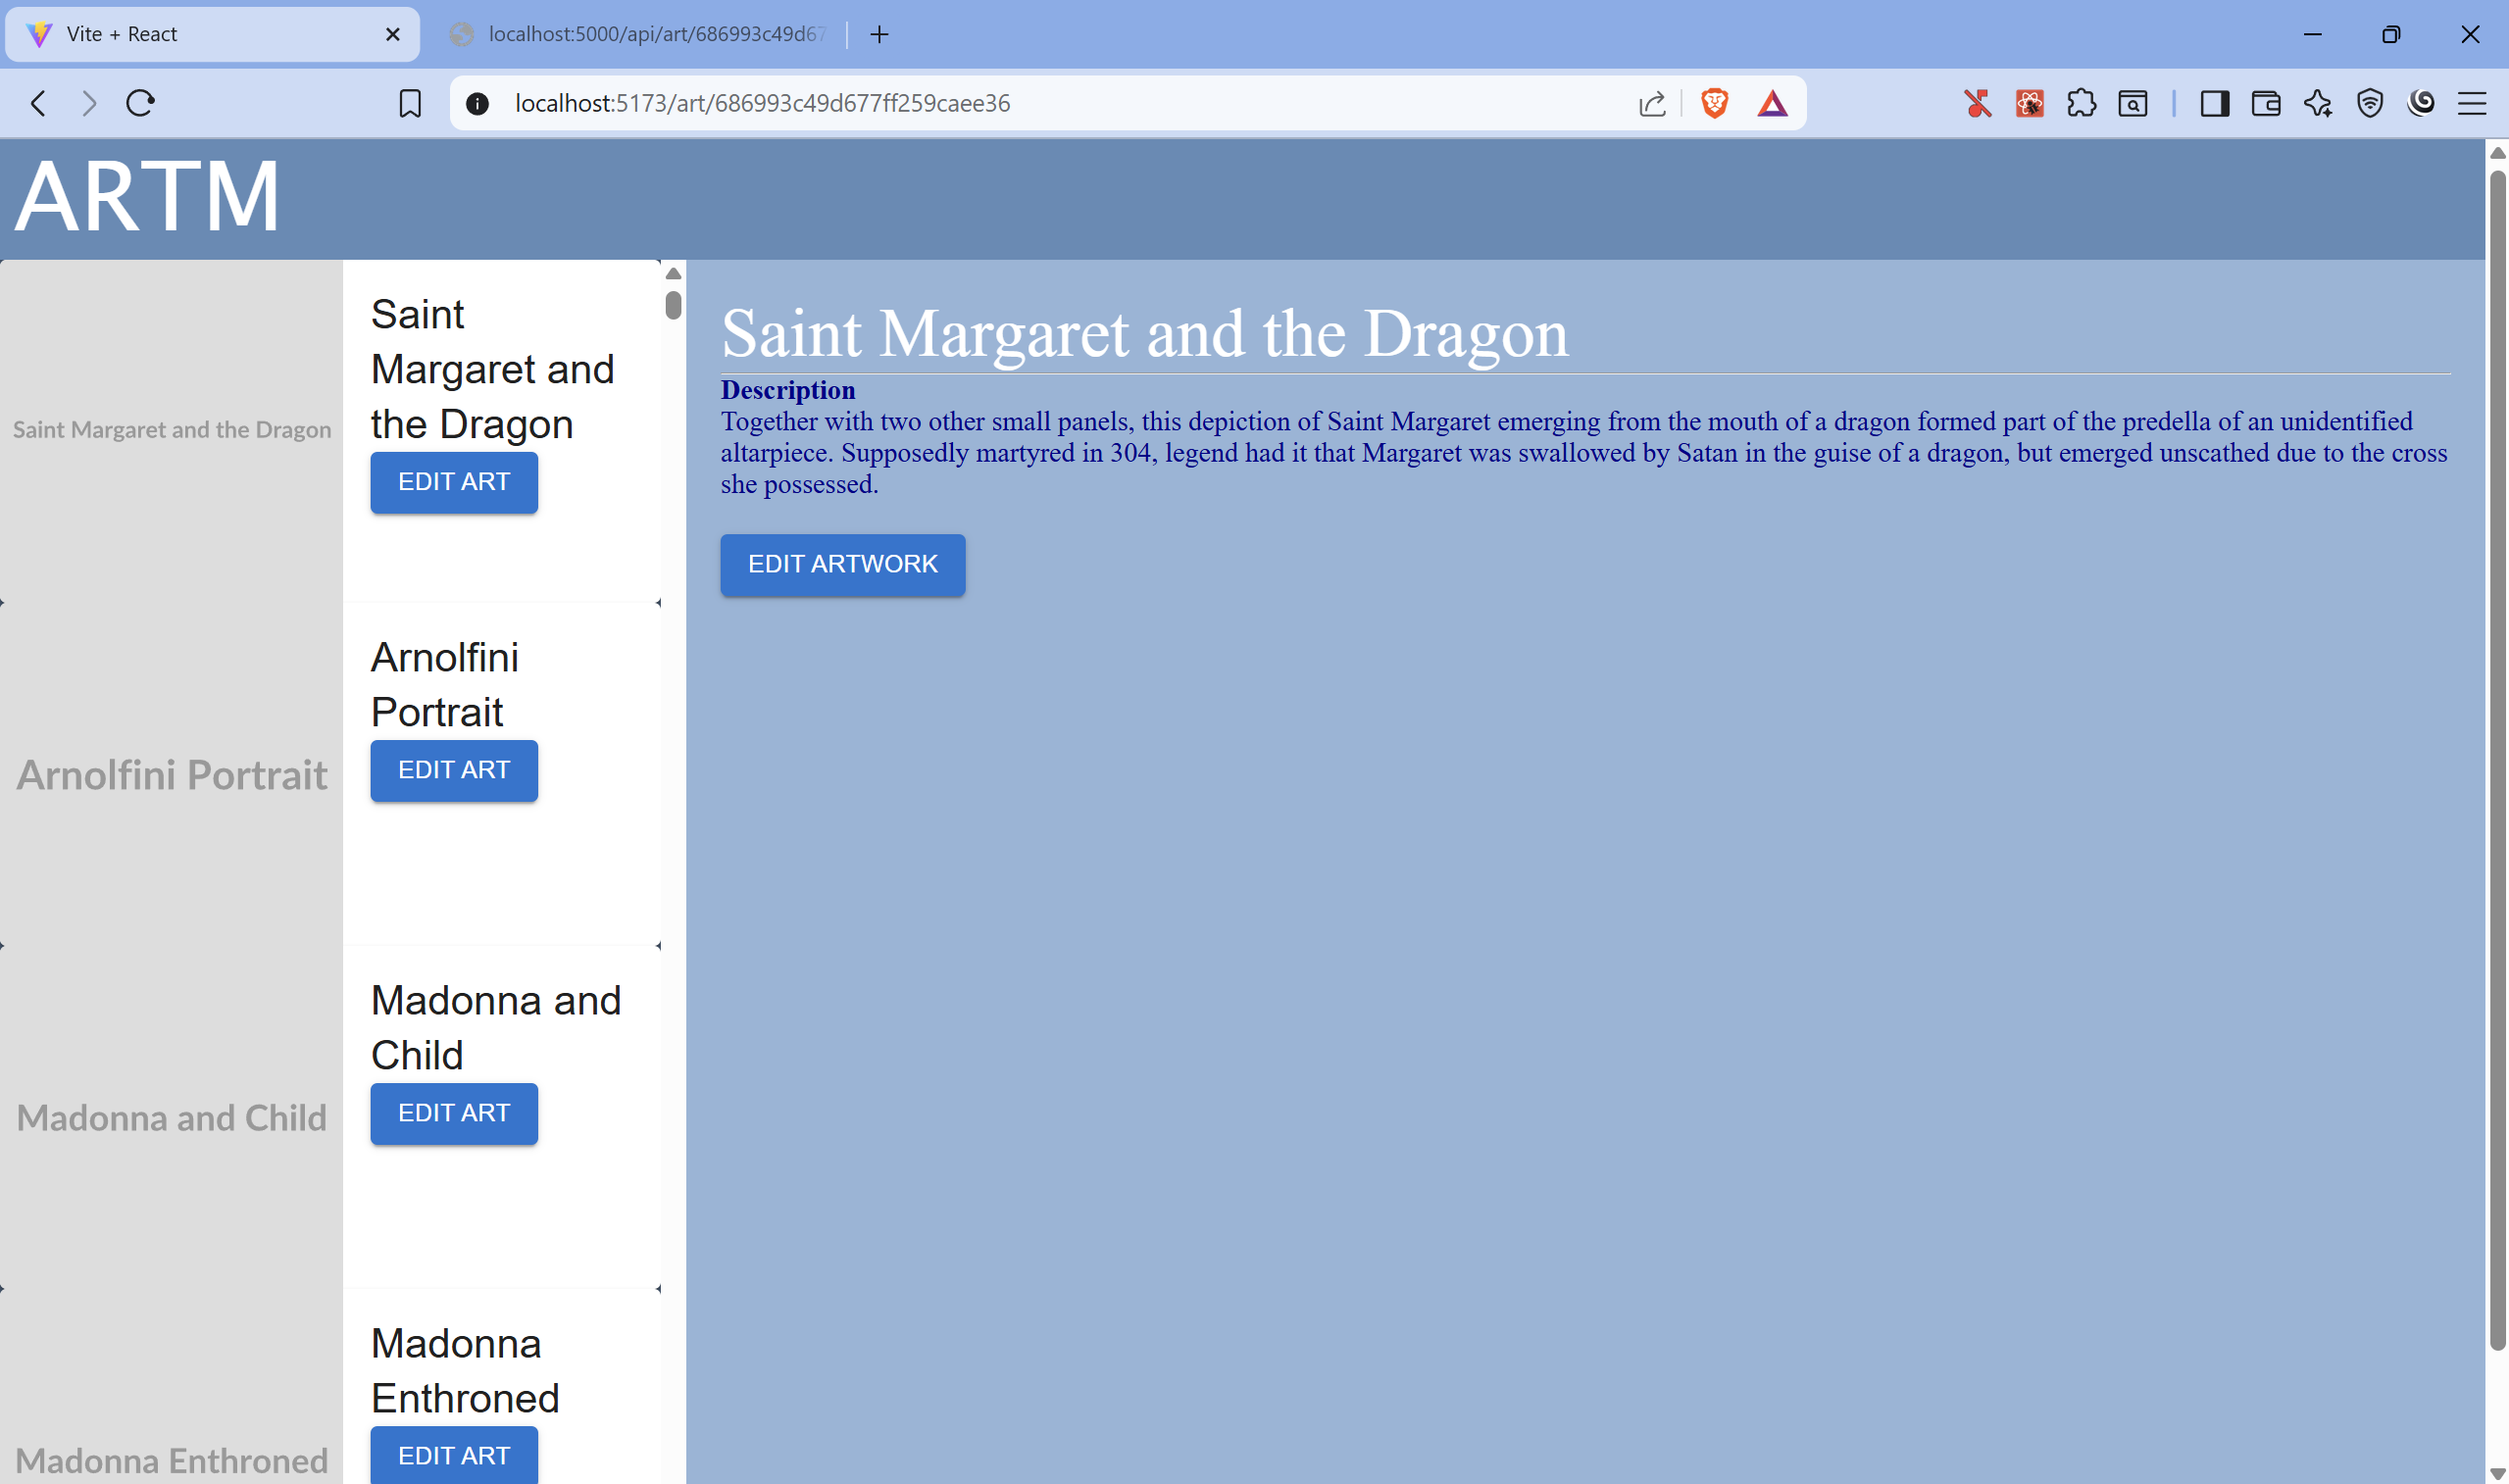 Vite + React
localhost:5000/api/art/686993c49d67
localhost:5173/art/686993c49d677ff259caee36
ARTM
Saint Margaret and the Dragon
Saint
Margaret and
the Dragon
EDIT ART
Arnolfini Portrait
Arnolfini
Portrait
EDIT ART
Madonna and Child
Madonna and
Child
EDIT ART
Madonna Enthroned
Madonna
Enthroned
EDIT ART
Saint Margaret and the Dragon
Description
Together with two other small panels, this depiction of Saint Margaret emerging from the mouth of a dragon formed part of the predella of an unidentified
altarpiece. Supposedly martyred in 304, legend had it that Margaret was swallowed by Satan in the guise of a dragon, but emerged unscathed due to the cross
she possessed.
EDIT ARTWORK